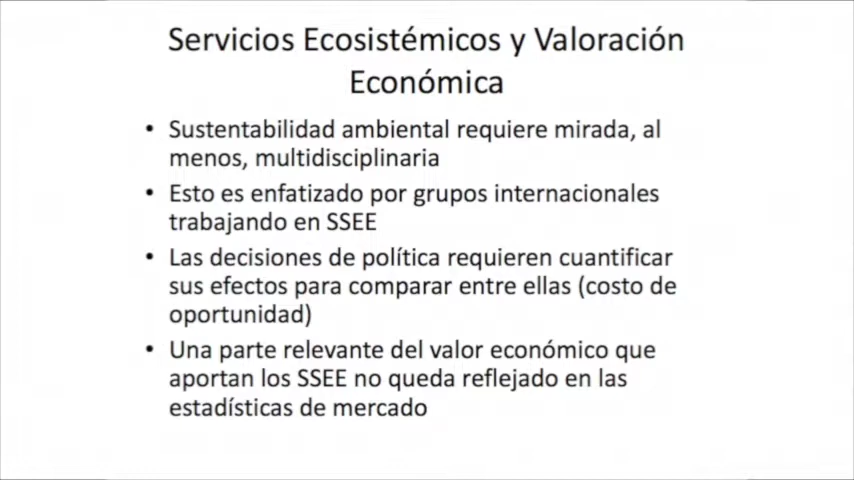 Servicios Ecosistémicos y Valoración
Económica
• Sustentabilidad ambiental requiere mirada, al
menos, multidisciplinaria
• Esto es enfatizado por grupos internacionales
trabajando en SSEE
• Las decisiones de política requieren cuantificar
sus efectos para comparar entre ellas (costo de
oportunidad)
• Una parte relevante del valor económico que
aportan los SSEE no queda reflejado en las
estadísticas de mercado